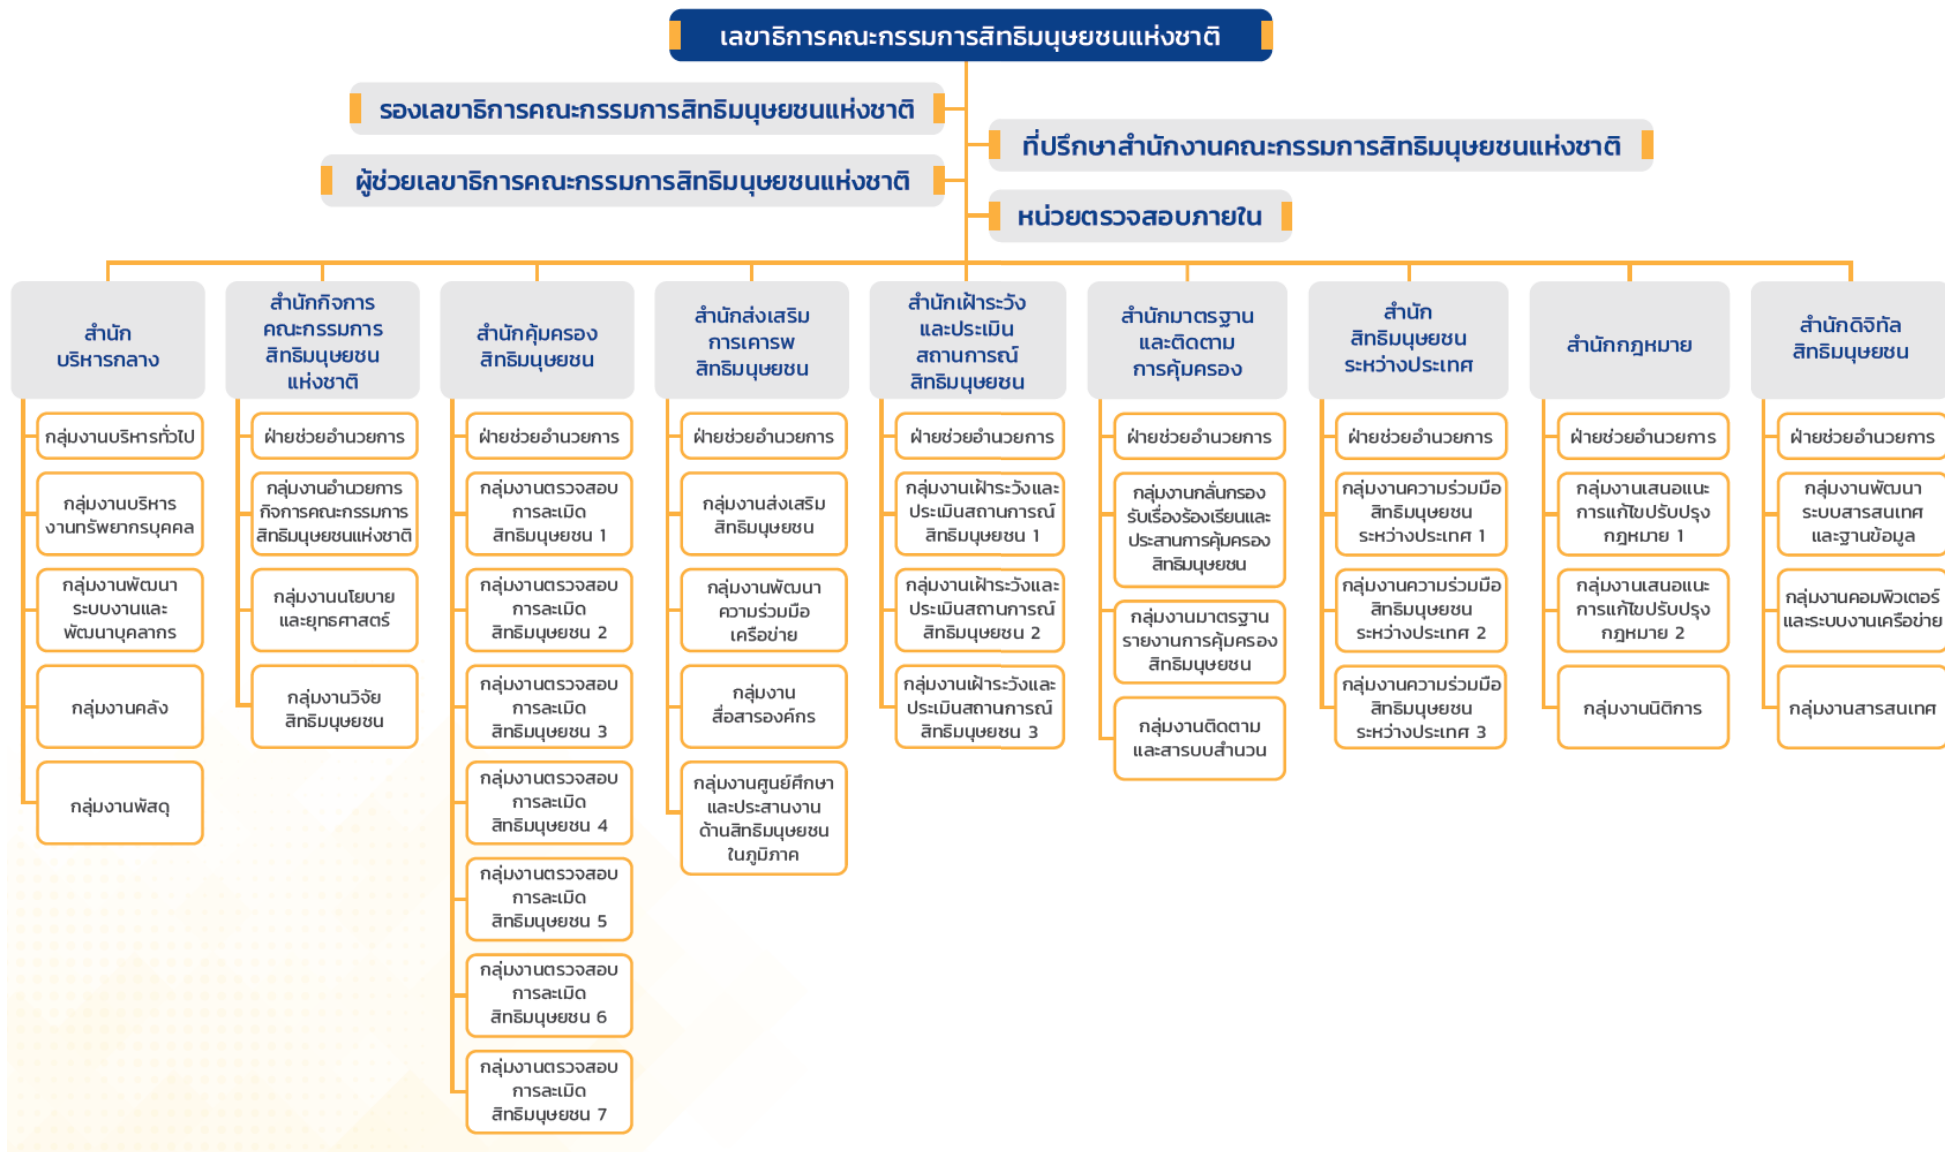 เลขาธิการคณะกรรมการสิทธิมนุษยชนแห่งชาติ
รองเลขาธิการคณะกรรมการสิทธิมนุษยชนแห่งชาติ
ที่ปรึกษาสำนักงานคณะกรรมการสิทธิมนุษยชนแห่งชาติ
ผู้ช่วยเลขาธิการคณะกรรมการสิทธิมนุษยชนแห่งชาติ
หน่วยตรวจสอบภายใน
สำนัก
บริหารกลาง
กลุ่มงานบริหารทั่วไป
กลุ่มงานบริหาร
งานทรัพยากรบุคคล
กลุ่มงานพัฒนา
ระบบงานและ
พัฒนาบุคลากร
กลุ่มงานคลัง
กลุ่มงานพัสดุ
สำนักกิจการ
คณะกรรมการ
สิทธิมนุษยชน
แห่งชาติ
ฝ่ายช่วยอำนวยการ
กลุ่มงานอำนวยการ
กิจการคณะกรรมการ
สิทธิมนุษยชนแห่งชาติ
กลุ่มงานนโยบาย
และยุทธศาสตร์
กลุ่มงานวิจัย
สิทธิมนุษยชน
สำนักคุ้มครอง
สิทธิมนุษยชน
ฝ่ายช่วยอำนวยการ
กลุ่มงานตรวจสอบ
การละเมิด
สิทธิมนุษยชน 1
กลุ่มงานตรวจสอบ
การละเมิด
สิทธิมนุษยชน 2
กลุ่มงานตรวจสอบ
การละเมิด
สิทธิมนุษยชน 3
กลุ่มงานตรวจสอบ
การละเมิด
สิทธิมนุษยชน 4
กลุ่มงานตรวจสอบ
การละเมิด
สิทธิมนุษยชน 5
กลุ่มงานตรวจสอบ
การละเมิด
สิทธิมนุษยชน 6
กลุ่มงานตรวจสอบ
การละเมิด
สิทธิมนุษยชน 7
สำนักส่งเสริม
การเคารพ
สิทธิมนุษยชน
ฝ่ายช่วยอำนวยการ
กลุ่มงานส่งเสริม
สิทธิมนุษยชน
กลุ่มงานพัฒนา
ความร่วมมือ
เครือข่าย
กลุ่มงาน
สื่อสารองค์กร
กลุ่มงานศูนย์ศึกษา
และประสานงาน
ด้านสิทธิมนุษยชน
ในภูมิภาค
สำนักเฝ้าระวัง
และประเมิน
สถานการณ์
สิทธิมนุษยชน
ฝ่ายช่วยอำนวยการ
กลุ่มงานเฝ้าระวังและ
ประเมินสถานการณ์
สิทธิมนุษยชน 1
กลุ่มงานเฝ้าระวังและ
ประเมินสถานการณ์
สิทธิมนุษยชน 2
กลุ่มงานเฝ้าระวังและ
ประเมินสถานการณ์
สิทธิมนุษยชน 3
สำนักมาตรฐาน
และติดตาม
การคุ้มครอง
ฝ่ายช่วยอำนวยการ
กลุ่มงานกลั่นกรอง
รับเรื่องร้องเรียนและ
ประสานการคุ้มครอง
สิทธิมนุษยชน
กลุ่มงานมาตรฐาน
รายงานการคุ้มครอง
สิทธิมนุษยชน
กลุ่มงานติดตาม
และสารบบสำนวน
สำนัก
สิทธิมนุษยชน
ระหว่างประเทศ
ฝ่ายช่วยอำนวยการ
กลุ่มงานความร่วมมือ
สิทธิมนุษยชน
ระหว่างประเทศ 1
กลุ่มงานความร่วมมือ
สิทธิมนุษยชน
ระหว่างประเทศ 2
กลุ่มงานความร่วมมือ
สิทธิมนุษยชน
ระหว่างประเทศ 3
สำนักกฎหมาย
ฝ่ายช่วยอำนวยการ
กลุ่มงานเสนอแนะ
การแก้ไขปรับปรุง
กฎหมาย 1
กลุ่มงานเสนอแนะ
การแก้ไขปรับปรุง
กฎหมาย 2
กลุ่มงานนิติการ
สำนักดิจิทัล
สิทธิมนุษยชน
ฝ่ายช่วยอำนวยการ
กลุ่มงานพัฒนา
ระบบสารสนเทศ
และฐานข้อมูล
กลุ่มงานคอมพิวเตอร์
และระบบงานเครือข่าย
กลุ่มงานสารสนเทศ